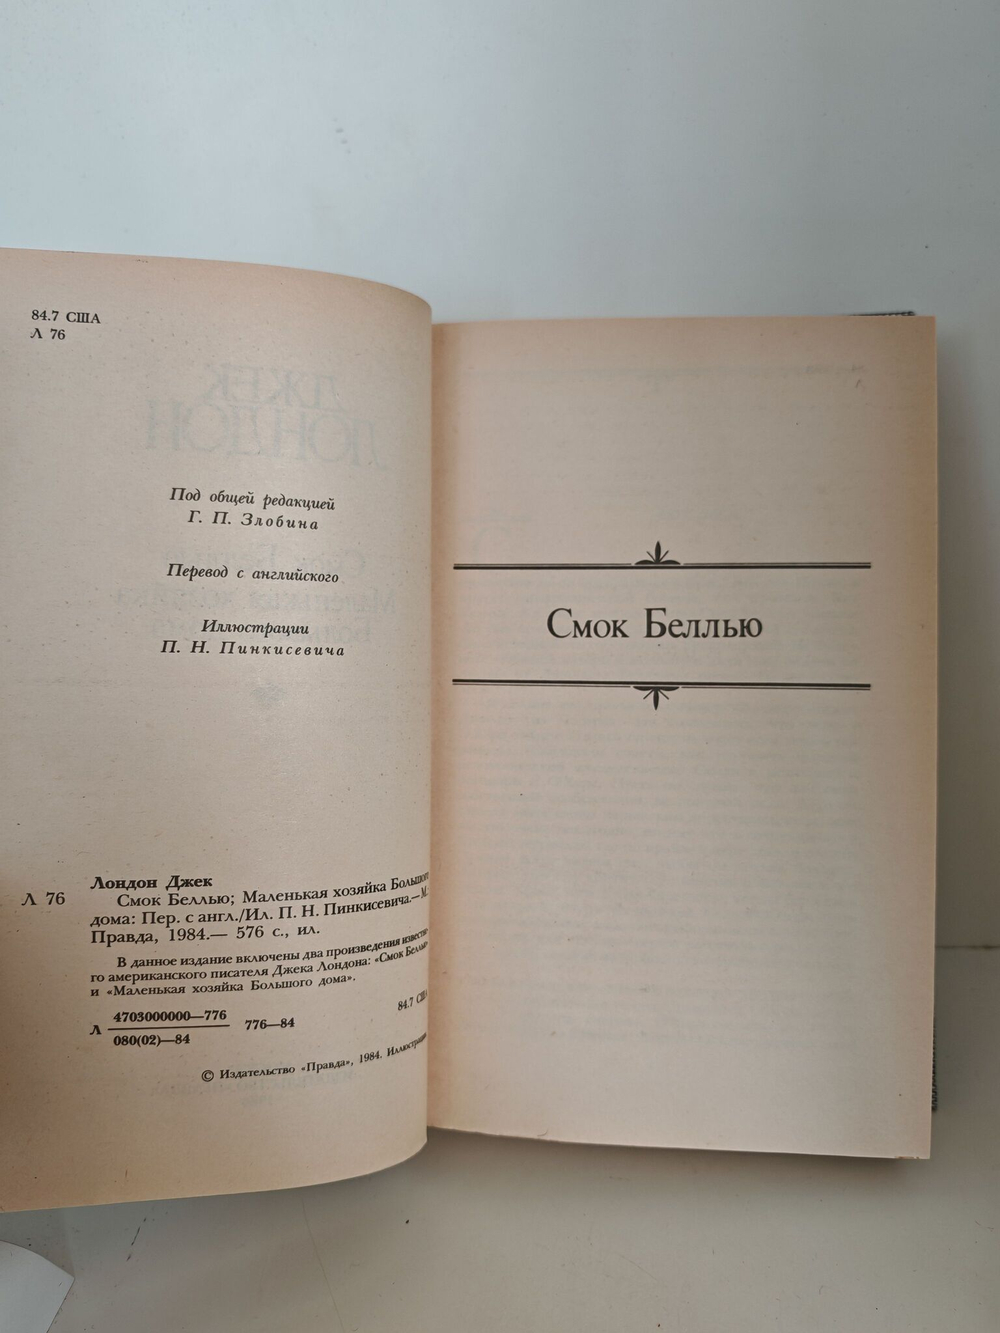 84.7 США
Л 76
Под общей редакцией
Г. П. Злобина
Перевод с английского
Иллюстрации
П. Н. Пинкисевича
Лондон Джек
Л 76 Смок Беллью; Маленькая хозяйка Большого
дома: Пер. с англ./Ил. П. Н. Пинкисевича.— М.:
Правда, 1984.— 576 с., ил.
В данное издание включены два произведения известно-
го американского писателя Джека Лондона: «Смок Беллью»
и «Маленькая хозяйка Большого дома».
Л 4703000000—776 776—84
080(02)—84
84.7 США
© Издательство «Правда», 1984. Иллюстрации.
Смок Беллью